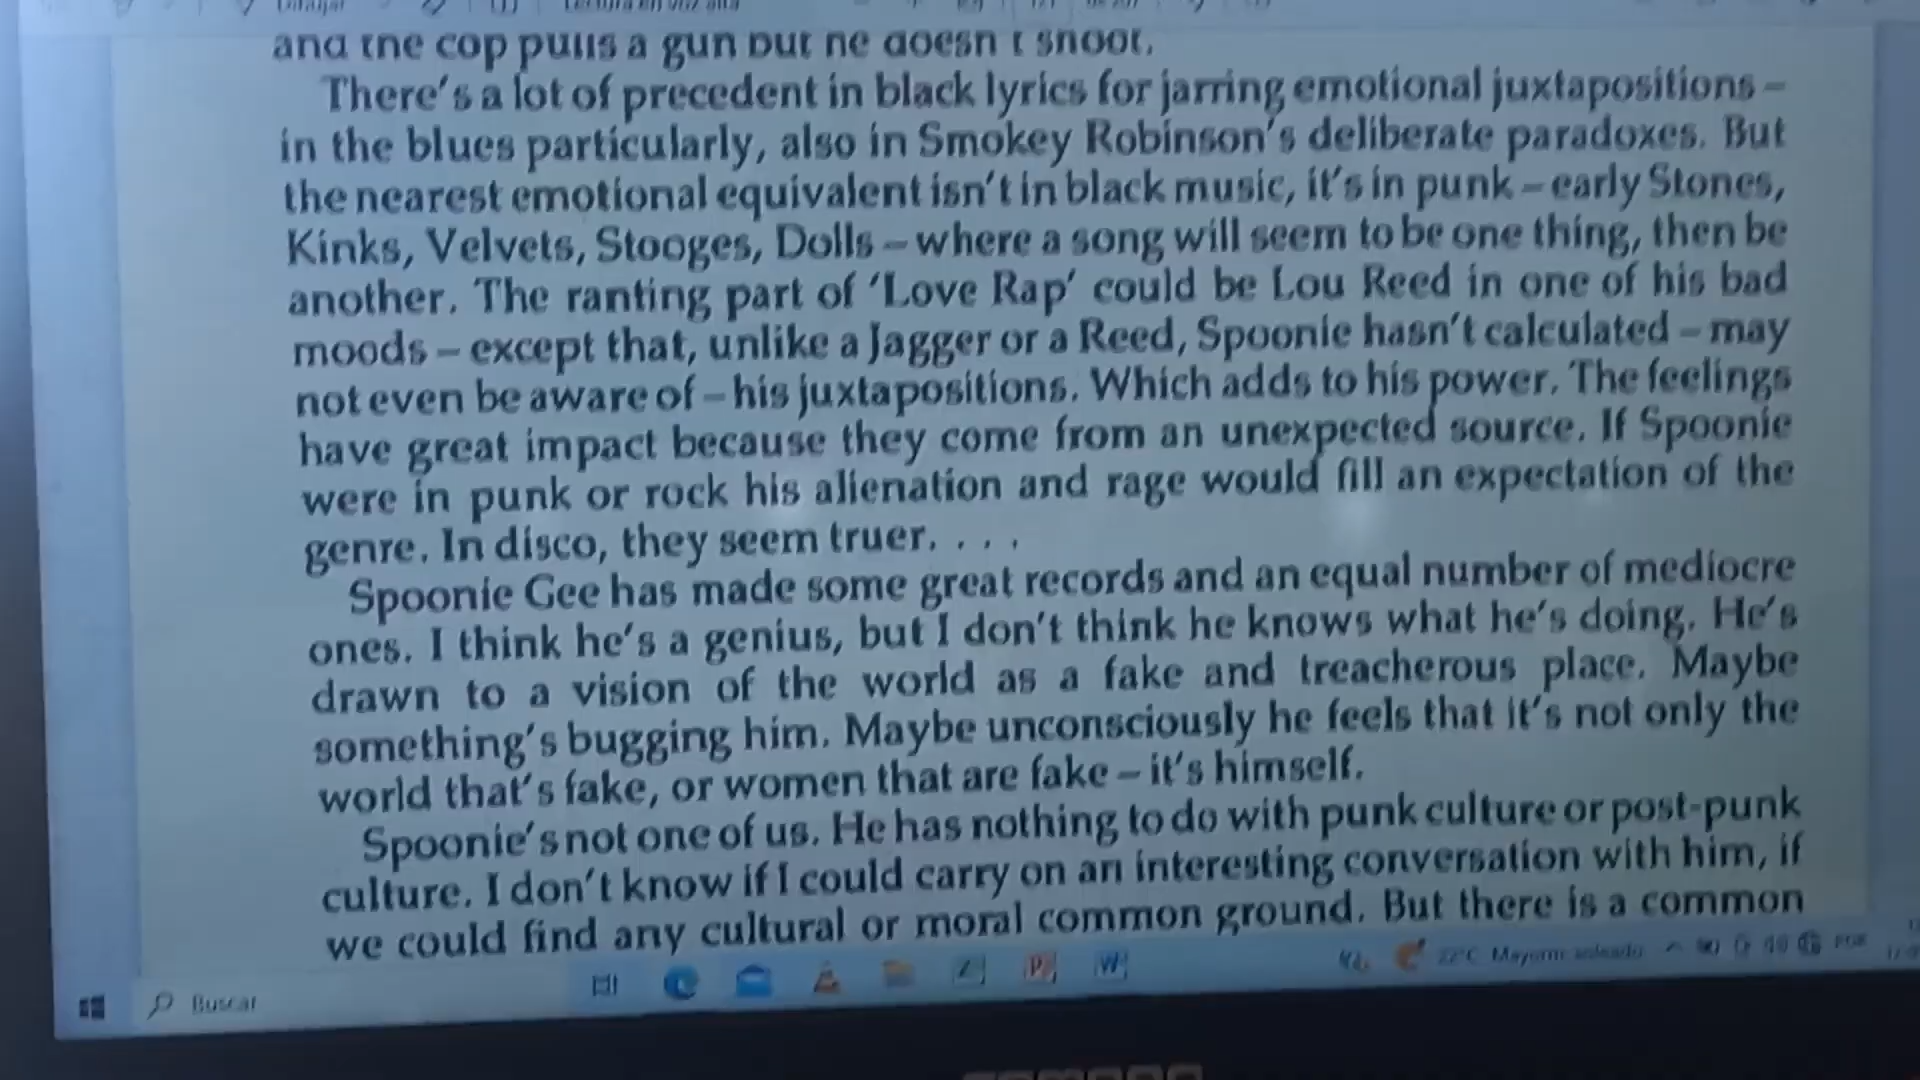 and the cop pulls a gun but he doesn't shoot.
There's a lot of precedent in black lyrics for jarring emotional juxtapositions –
in the blues particularly, also in Smokey Robinson's deliberate paradoxes. But
the nearest emotional equivalent isn't in black music, it's in punk – early Stones,
Kinks, Velvets, Stooges, Dolls – where a song will seem to be one thing, then be
another. The ranting part of 'Love Rap' could be Lou Reed in one of his bad
moods – except that, unlike a Jagger or a Reed, Spoonie hasn't calculated – may
not even be aware of – his juxtapositions. Which adds to his power. The feelings
have great impact because they come from an unexpected source. If Spoonie
were in punk or rock his alienation and rage would fill an expectation of the
genre. In disco, they seem truer. . . .
Spoonie Gee has made some great records and an equal number of mediocre
ones. I think he's a genius, but I don't think he knows what he's doing. He's
drawn to a vision of the world as a fake and treacherous place. Maybe
something's bugging him. Maybe unconsciously he feels that it's not only the
world that's fake, or women that are fake – it's himself.
Spoonie's not one of us. He has nothing to do with punk culture or post-punk
culture. I don't know if I could carry on an interesting conversation with him, if
we could find any cultural or moral common ground. But there is a common
22°C Mayorm. soleado
Buscar